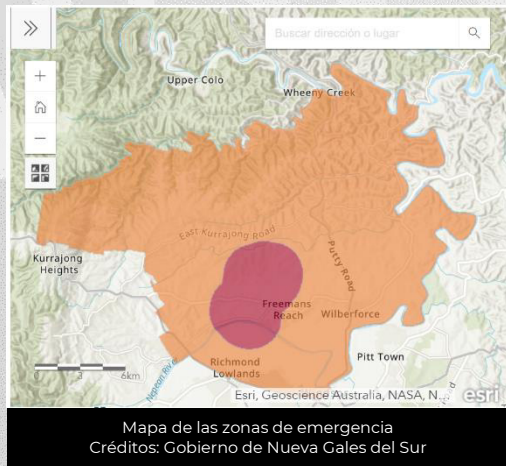 Buscar dirección o lugar
Upper Colo
Wheeny Creek
East Kurrajong Road
Putty Road
Kurrajong
Heights
Freemans
Reach
Wilberforce
Pitt Town
Richmond
Lowlands
3
6km
Esri, Geoscience Australia, NASA, N...
esri
Mapa de las zonas de emergencia
Créditos: Gobierno de Nueva Gales del Sur